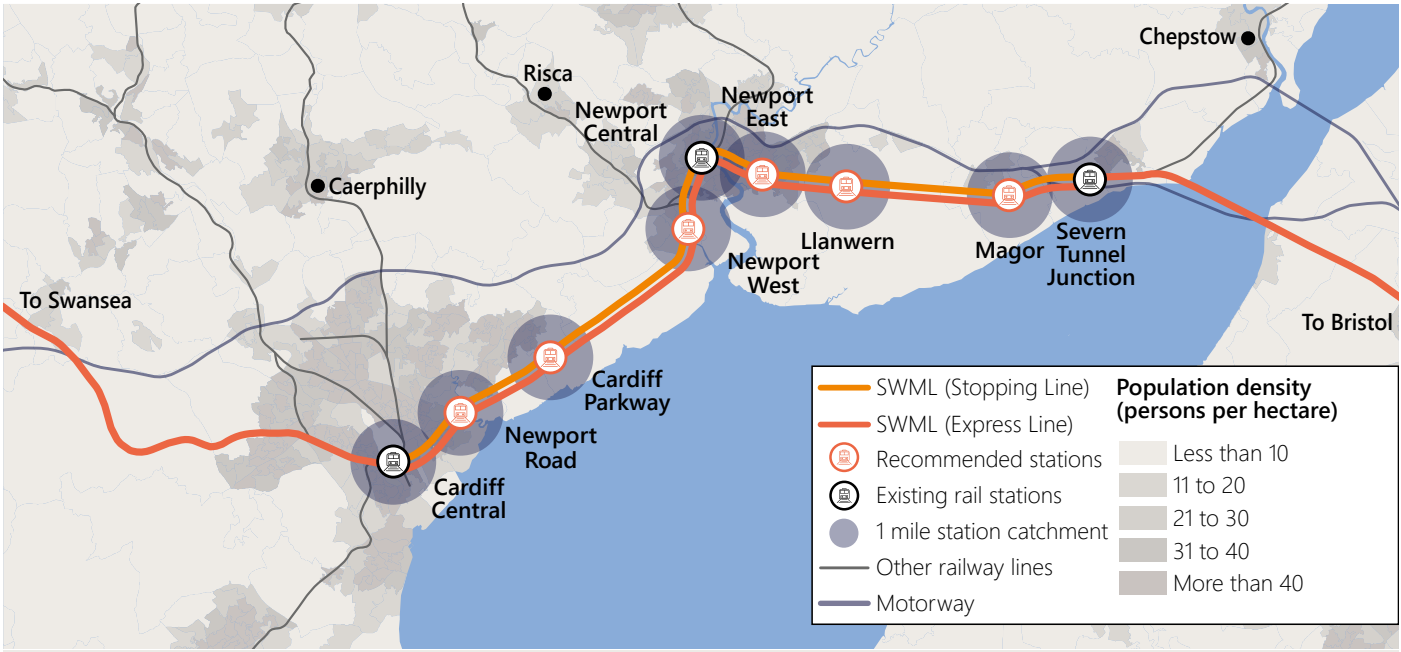 Chepstow
Risca
Newport
Central
Newport
East
Caerphilly
Llanwern
Magor
Severn
Tunnel
Junction
Newport
West
To Swansea
To Bristol
Cardiff
Parkway
Newport
Road
Cardiff
Central
SWML (Stopping Line)
SWML (Express Line)
Recommended stations
Existing rail stations
1 mile station catchment
Other railway lines
Motorway
Population density
(persons per hectare)
Less than 10
11 to 20
21 to 30
31 to 40
More than 40